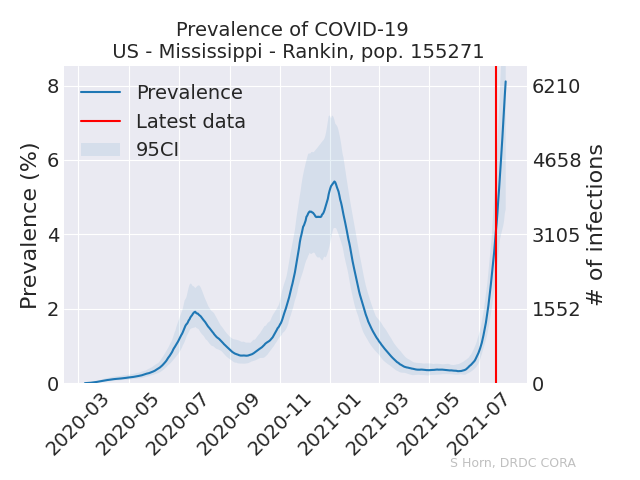 Prevalence of COVID-19
US - Mississippi - Rankin, pop. 155271
Prevalence
Latest data
95CI
Prevalence (%)
8
6
4
2
0
6210
4658
3105
1552
0
# of infections
2020-03
2020-05
2020-07
2020-09
2020-11
2021-01
2021-03
2021-05
2021-07
S Horn, DRDC CORA